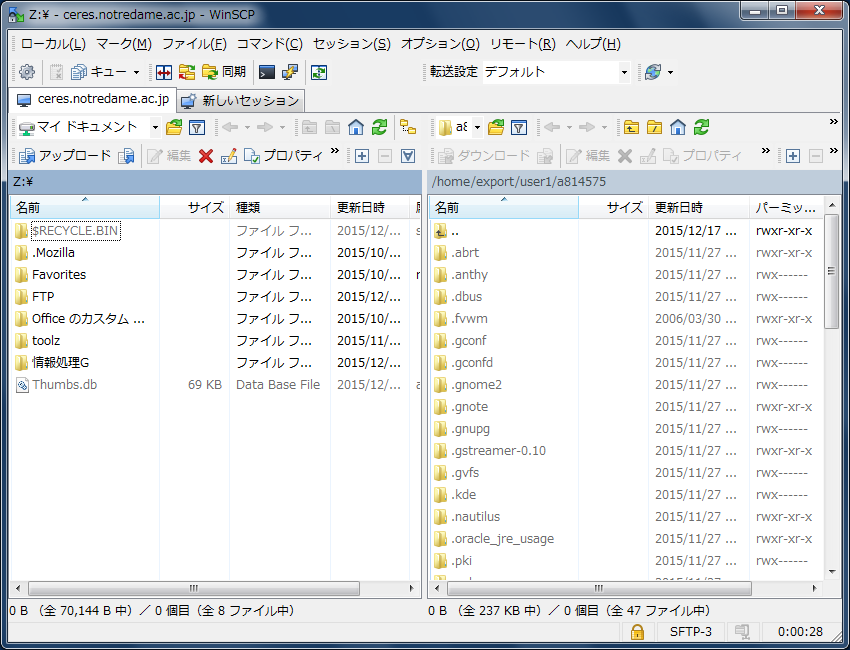 Z:¥ - ceres.notredame.ac.jp - WinSCP
ローカル(L) マーク(M) ファイル(F) コマンド(C) セッション(S) オプション(O) リモート(R) ヘルプ(H)
キュー 同期 転送設定 デフォルト
ceres.notredame.ac.jp 新しいセッション
マイ ドキュメント a8 »
アップロード 編集 プロパティ » ダウンロード 編集 プロパティ » »
Z:¥ /home/export/user1/a814575
名前 サイズ 種類 更新日時
$RECYCLE.BIN ファイル フ... 2015/12/... s
.Mozilla ファイル フ... 2015/10/...
Favorites ファイル フ... 2015/10/... r
FTP ファイル フ... 2015/12/...
Office のカスタム ... ファイル フ... 2015/10/...
toolz ファイル フ... 2015/11/...
情報処理G ファイル フ... 2015/12/...
Thumbs.db 69 KB Data Base File 2015/12/... a
0 B （全 70,144 B 中）／ 0 個目（全 8 ファイル中）
名前 サイズ 更新日時 パーミッ...
.. 2015/12/17 ... rwxr-xr-x
.abrt 2015/11/27 ... rwxr-xr-x
.anthy 2015/11/27 ... rwx------
.dbus 2015/11/27 ... rwx------
.fvwm 2006/03/30 ... rwxr-xr-x
.gconf 2015/11/27 ... rwx------
.gconfd 2015/11/27 ... rwx------
.gnome2 2015/11/27 ... rwx------
.gnote 2015/11/27 ... rwxr-xr-x
.gnupg 2015/11/27 ... rwx------
.gstreamer-0.10 2015/11/27 ... rwxr-xr-x
.gvfs 2015/11/27 ... rwx------
.kde 2015/11/27 ... rwx------
.nautilus 2015/11/27 ... rwxr-xr-x
.oracle_jre_usage 2015/11/27 ... rwxr-xr-x
.pki 2015/11/27 ... rwx------
0 B （全 237 KB 中）／ 0 個目（全 47 ファイル中）
SFTP-3 0:00:28